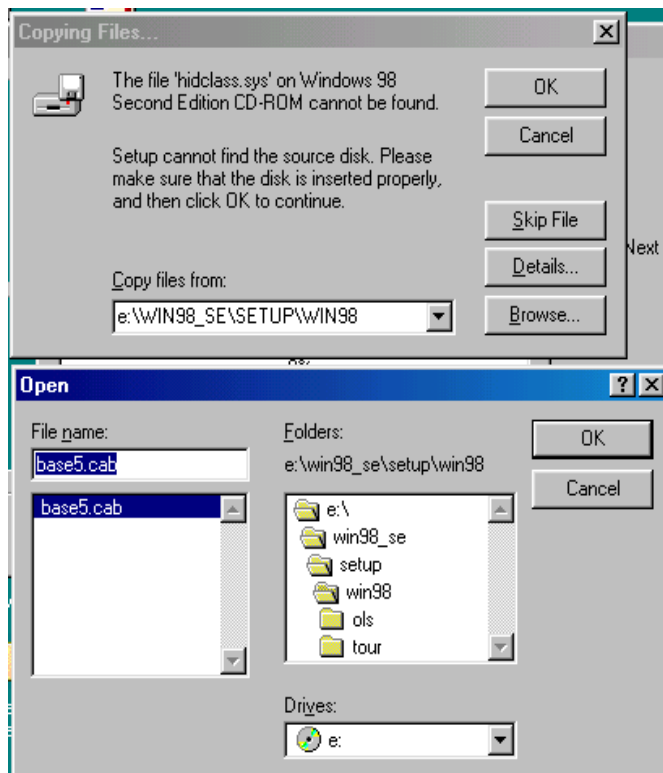 Copying Files...
The file 'hidclass.sys' on Windows 98
Second Edition CD-ROM cannot be found.
Setup cannot find the source disk. Please
make sure that the disk is inserted properly,
and then click OK to continue.
Copy files from:
e:\WIN98_SE\SETUP\WIN98
OK
Cancel
Skip File
Details...
Browse...
Next
Open
File name:
base5.cab
base5.cab
Folders:
e:\win98_se\setup\win98
e:\
win98_se
setup
win98
ols
tour
Drives:
e:
OK
Cancel